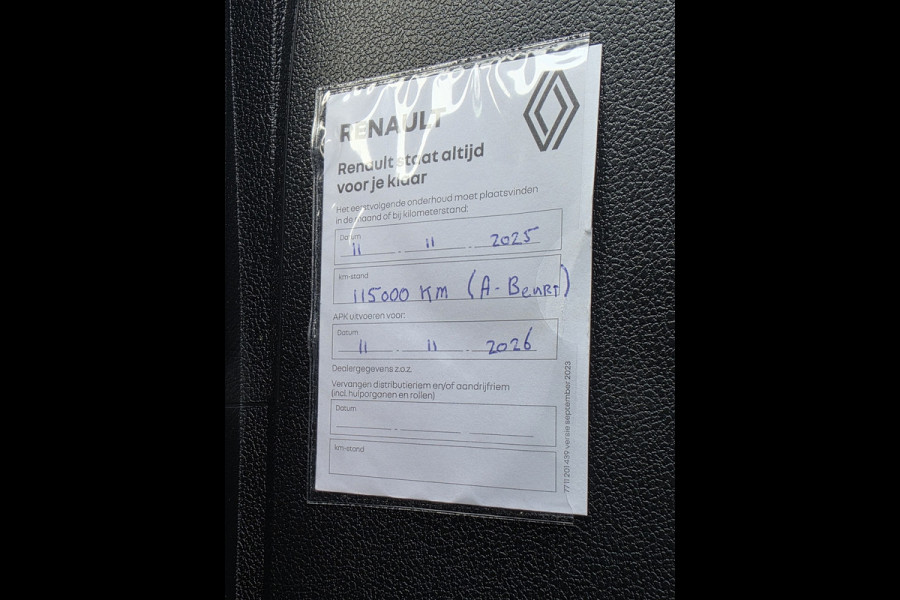 RENAULT
Renault staat altijd
voor je klaar
Het eerstvolgende onderhoud moet plaatsvinden
in de maand of bij kilometerstand:
Datum
11 - 11 - 2025
km-stand
115000 KM (A-BEURT)
APK uitvoeren voor:
Datum
11 - 11 - 2026
Dealergegevens z.o.z.
Vervangen distributieriem en/of aandrijfriem
(incl. hulporganen en rollen)
Datum
km-stand
77 11 201 439 versie september 2023